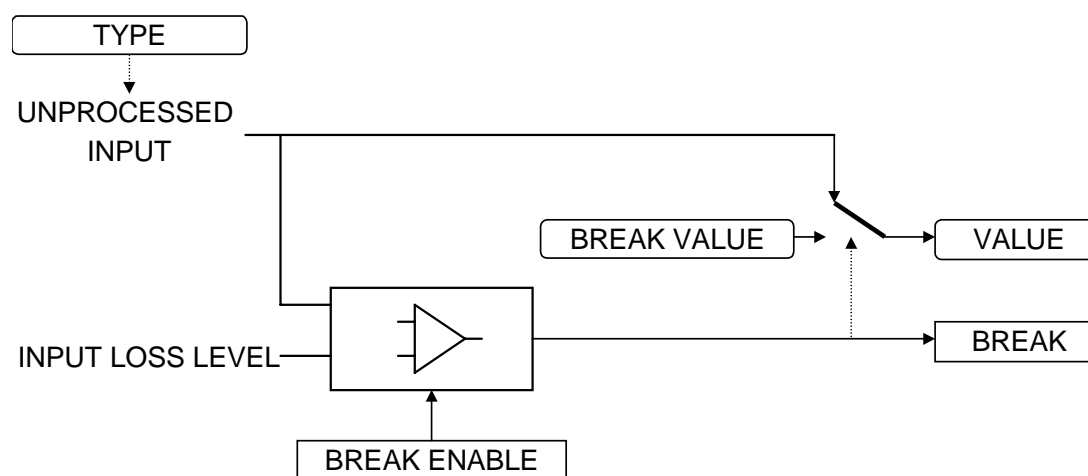 TYPE
UNPROCESSED
INPUT
BREAK VALUE
VALUE
INPUT LOSS LEVEL
BREAK
BREAK ENABLE